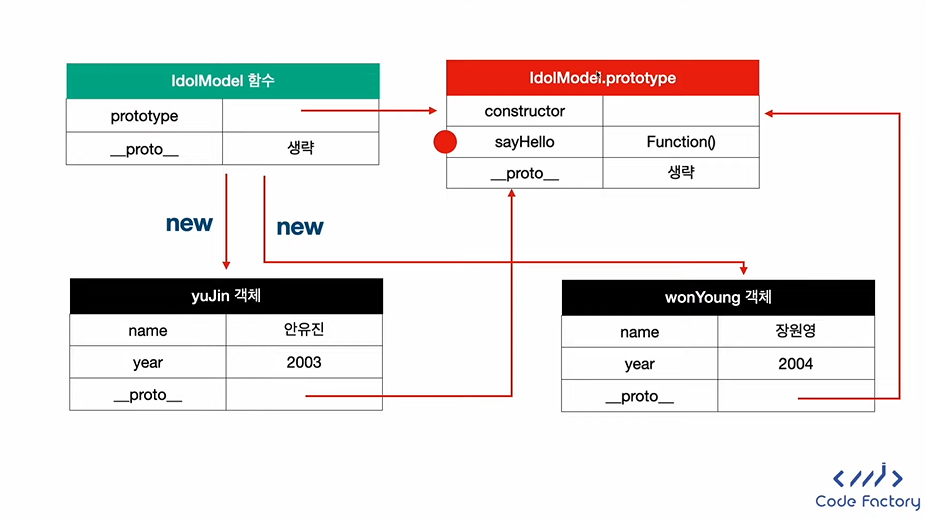 IdolModel 함수
prototype
__proto__ 생략
IdolModel.prototype
constructor
sayHello Function()
__proto__ 생략
new
new
yuJin 객체
name 안유진
year 2003
__proto__
wonYoung 객체
name 장원영
year 2004
__proto__
Code Factory